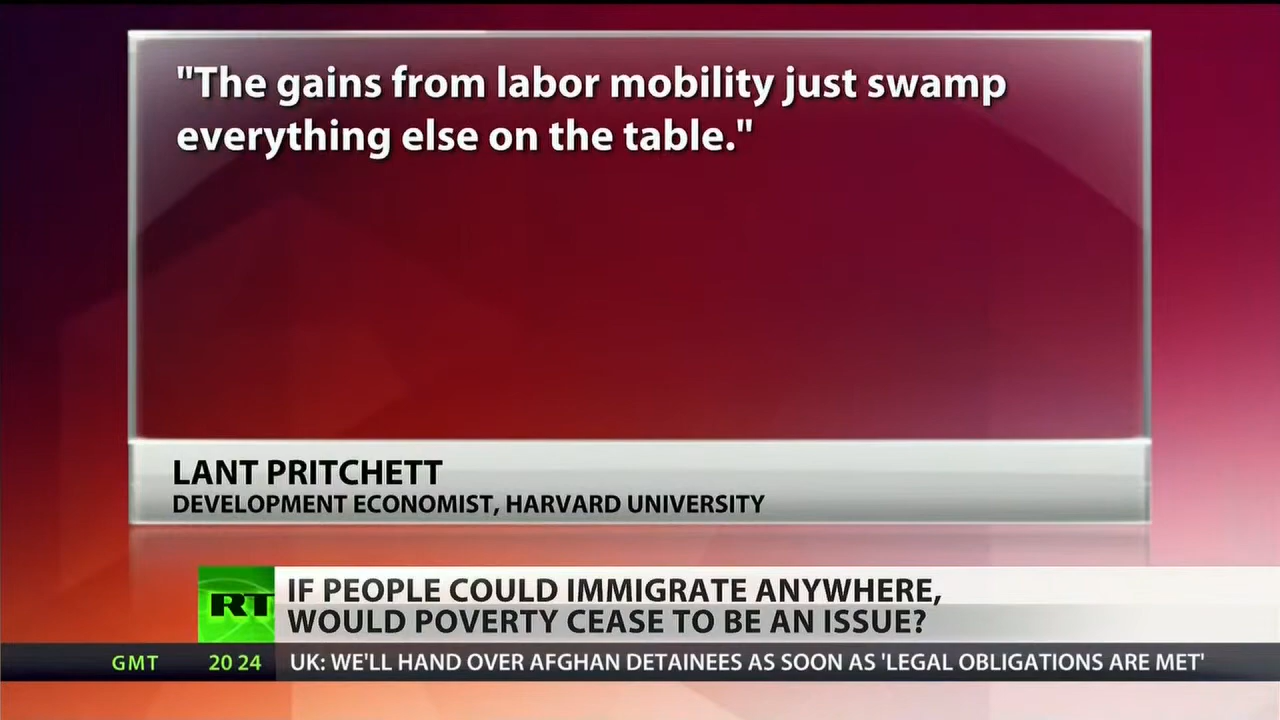 "The gains from labor mobility just swamp
everything else on the table."
LANT PRITCHETT
DEVELOPMENT ECONOMIST, HARVARD UNIVERSITY
RT
IF PEOPLE COULD IMMIGRATE ANYWHERE,
WOULD POVERTY CEASE TO BE AN ISSUE?
GMT 20 24 UK: WE'LL HAND OVER AFGHAN DETAINEES AS SOON AS 'LEGAL OBLIGATIONS ARE MET'